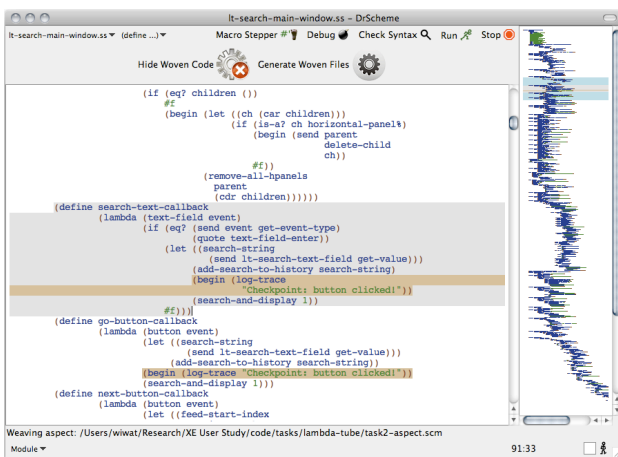 lt-search-main-window.ss - DrScheme
lt-search-main-window.ss (define ...) Macro Stepper Debug Check Syntax Run Stop
Hide Woven Code Generate Woven Files
(if (eq? children ())
#f
(begin (let ((ch (car children)))
(if (is-a? ch horizontal-panel%)
(begin (send parent
delete-child
ch))
#f))
(remove-all-hpanels
parent
(cdr children))))))
(define search-text-callback
(lambda (text-field event)
(if (eq? (send event get-event-type)
(quote text-field-enter))
(let ((search-string
(send lt-search-text-field get-value)))
(add-search-to-history search-string)
(begin (log-trace
"Checkpoint: button clicked!"))
(search-and-display 1))
#f)))
(define go-button-callback
(lambda (button event)
(let ((search-string
(send lt-search-text-field get-value)))
(add-search-to-history search-string))
(begin (log-trace "Checkpoint: button clicked!"))
(search-and-display 1)))
(define next-button-callback
(lambda (button event)
(let ((feed-start-index
Weaving aspect: /Users/wiwat/Research/XE User Study/code/tasks/lambda-tube/task2-aspect.scm
Module 91:33